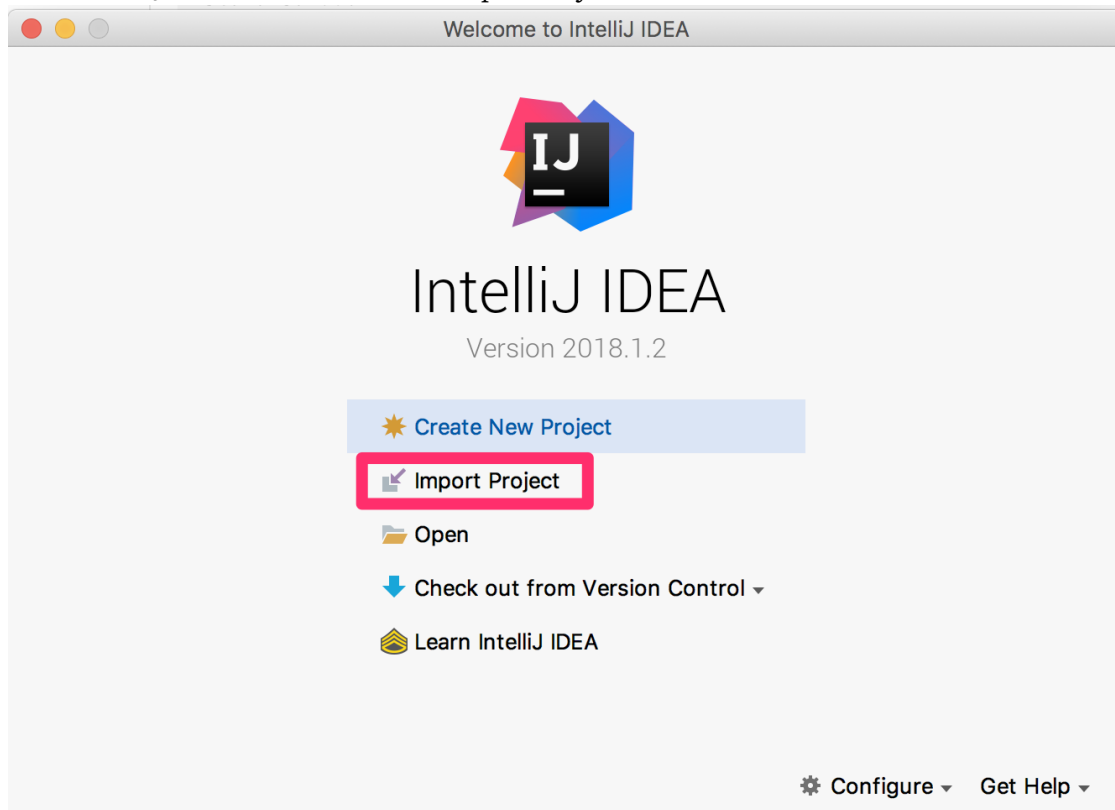 Welcome to IntelliJ IDEA
IJ
IntelliJ IDEA
Version 2018.1.2
Create New Project
Import Project
Open
Check out from Version Control
Learn IntelliJ IDEA
Configure Get Help